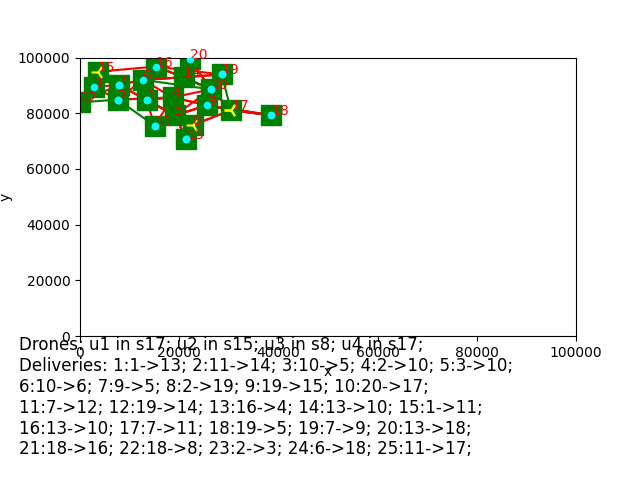 20
100000
80000
60000
40000
20000
0
y
18
0 20000 40000 60000 80000 100000
x
Drones: u1 in s17; u2 in s15; u3 in s8; u4 in s17;
Deliveries: 1:1->13; 2:11->14; 3:10->5; 4:2->10; 5:3->10;
6:10->6; 7:9->5; 8:2->19; 9:19->15; 10:20->17;
11:7->12; 12:19->14; 13:16->4; 14:13->10; 15:1->11;
16:13->10; 17:7->11; 18:19->5; 19:7->9; 20:13->18;
21:18->16; 22:18->8; 23:2->3; 24:6->18; 25:11->17;